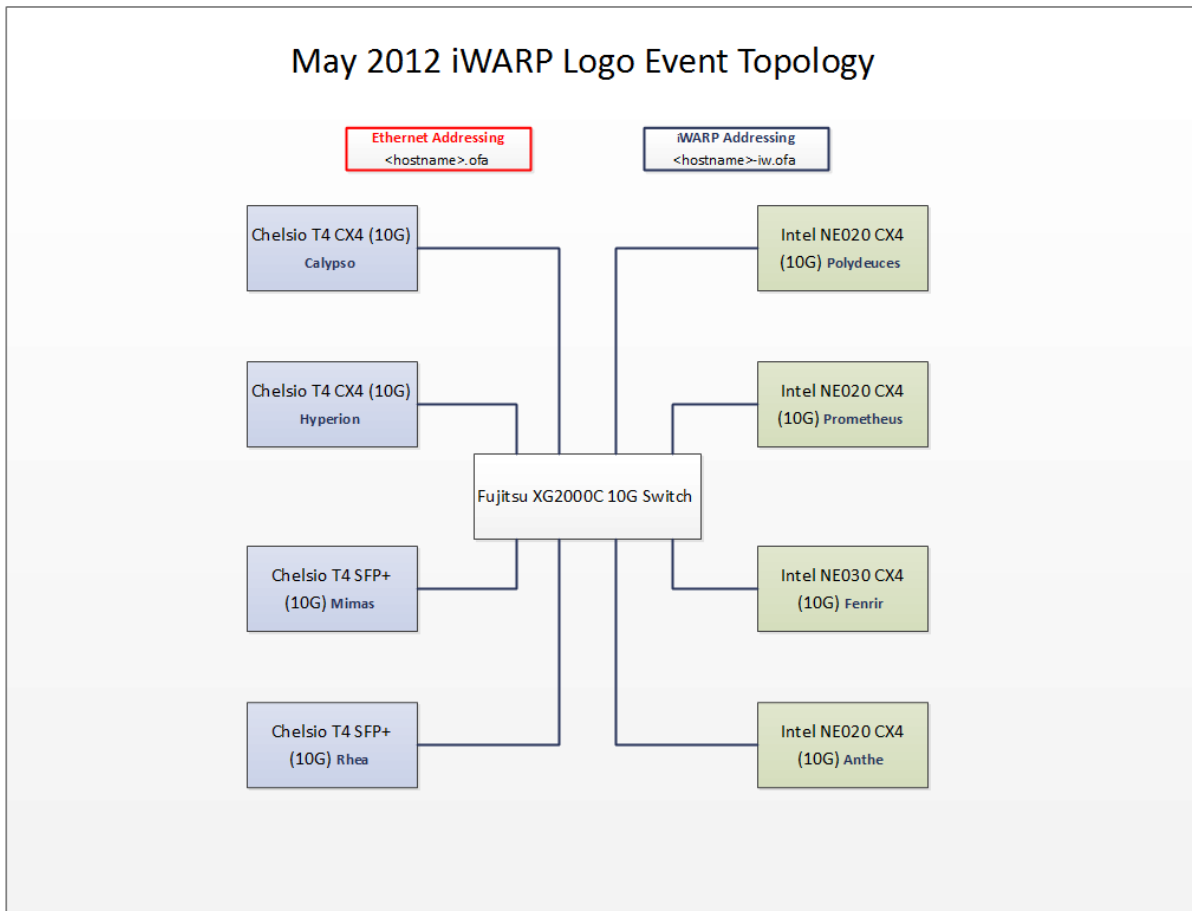 May 2012 iWARP Logo Event Topology
Ethernet Addressing
<hostname>.ofa
iWARP Addressing
<hostname>-iw.ofa
Chelsio T4 CX4 (10G)
Calypso
Intel NE020 CX4
(10G) Polydeuces
Chelsio T4 CX4 (10G)
Hyperion
Intel NE020 CX4
(10G) Prometheus
Fujitsu XG2000C 10G Switch
Chelsio T4 SFP+
(10G) Mimas
Intel NE030 CX4
(10G) Fenrir
Chelsio T4 SFP+
(10G) Rhea
Intel NE020 CX4
(10G) Anthe